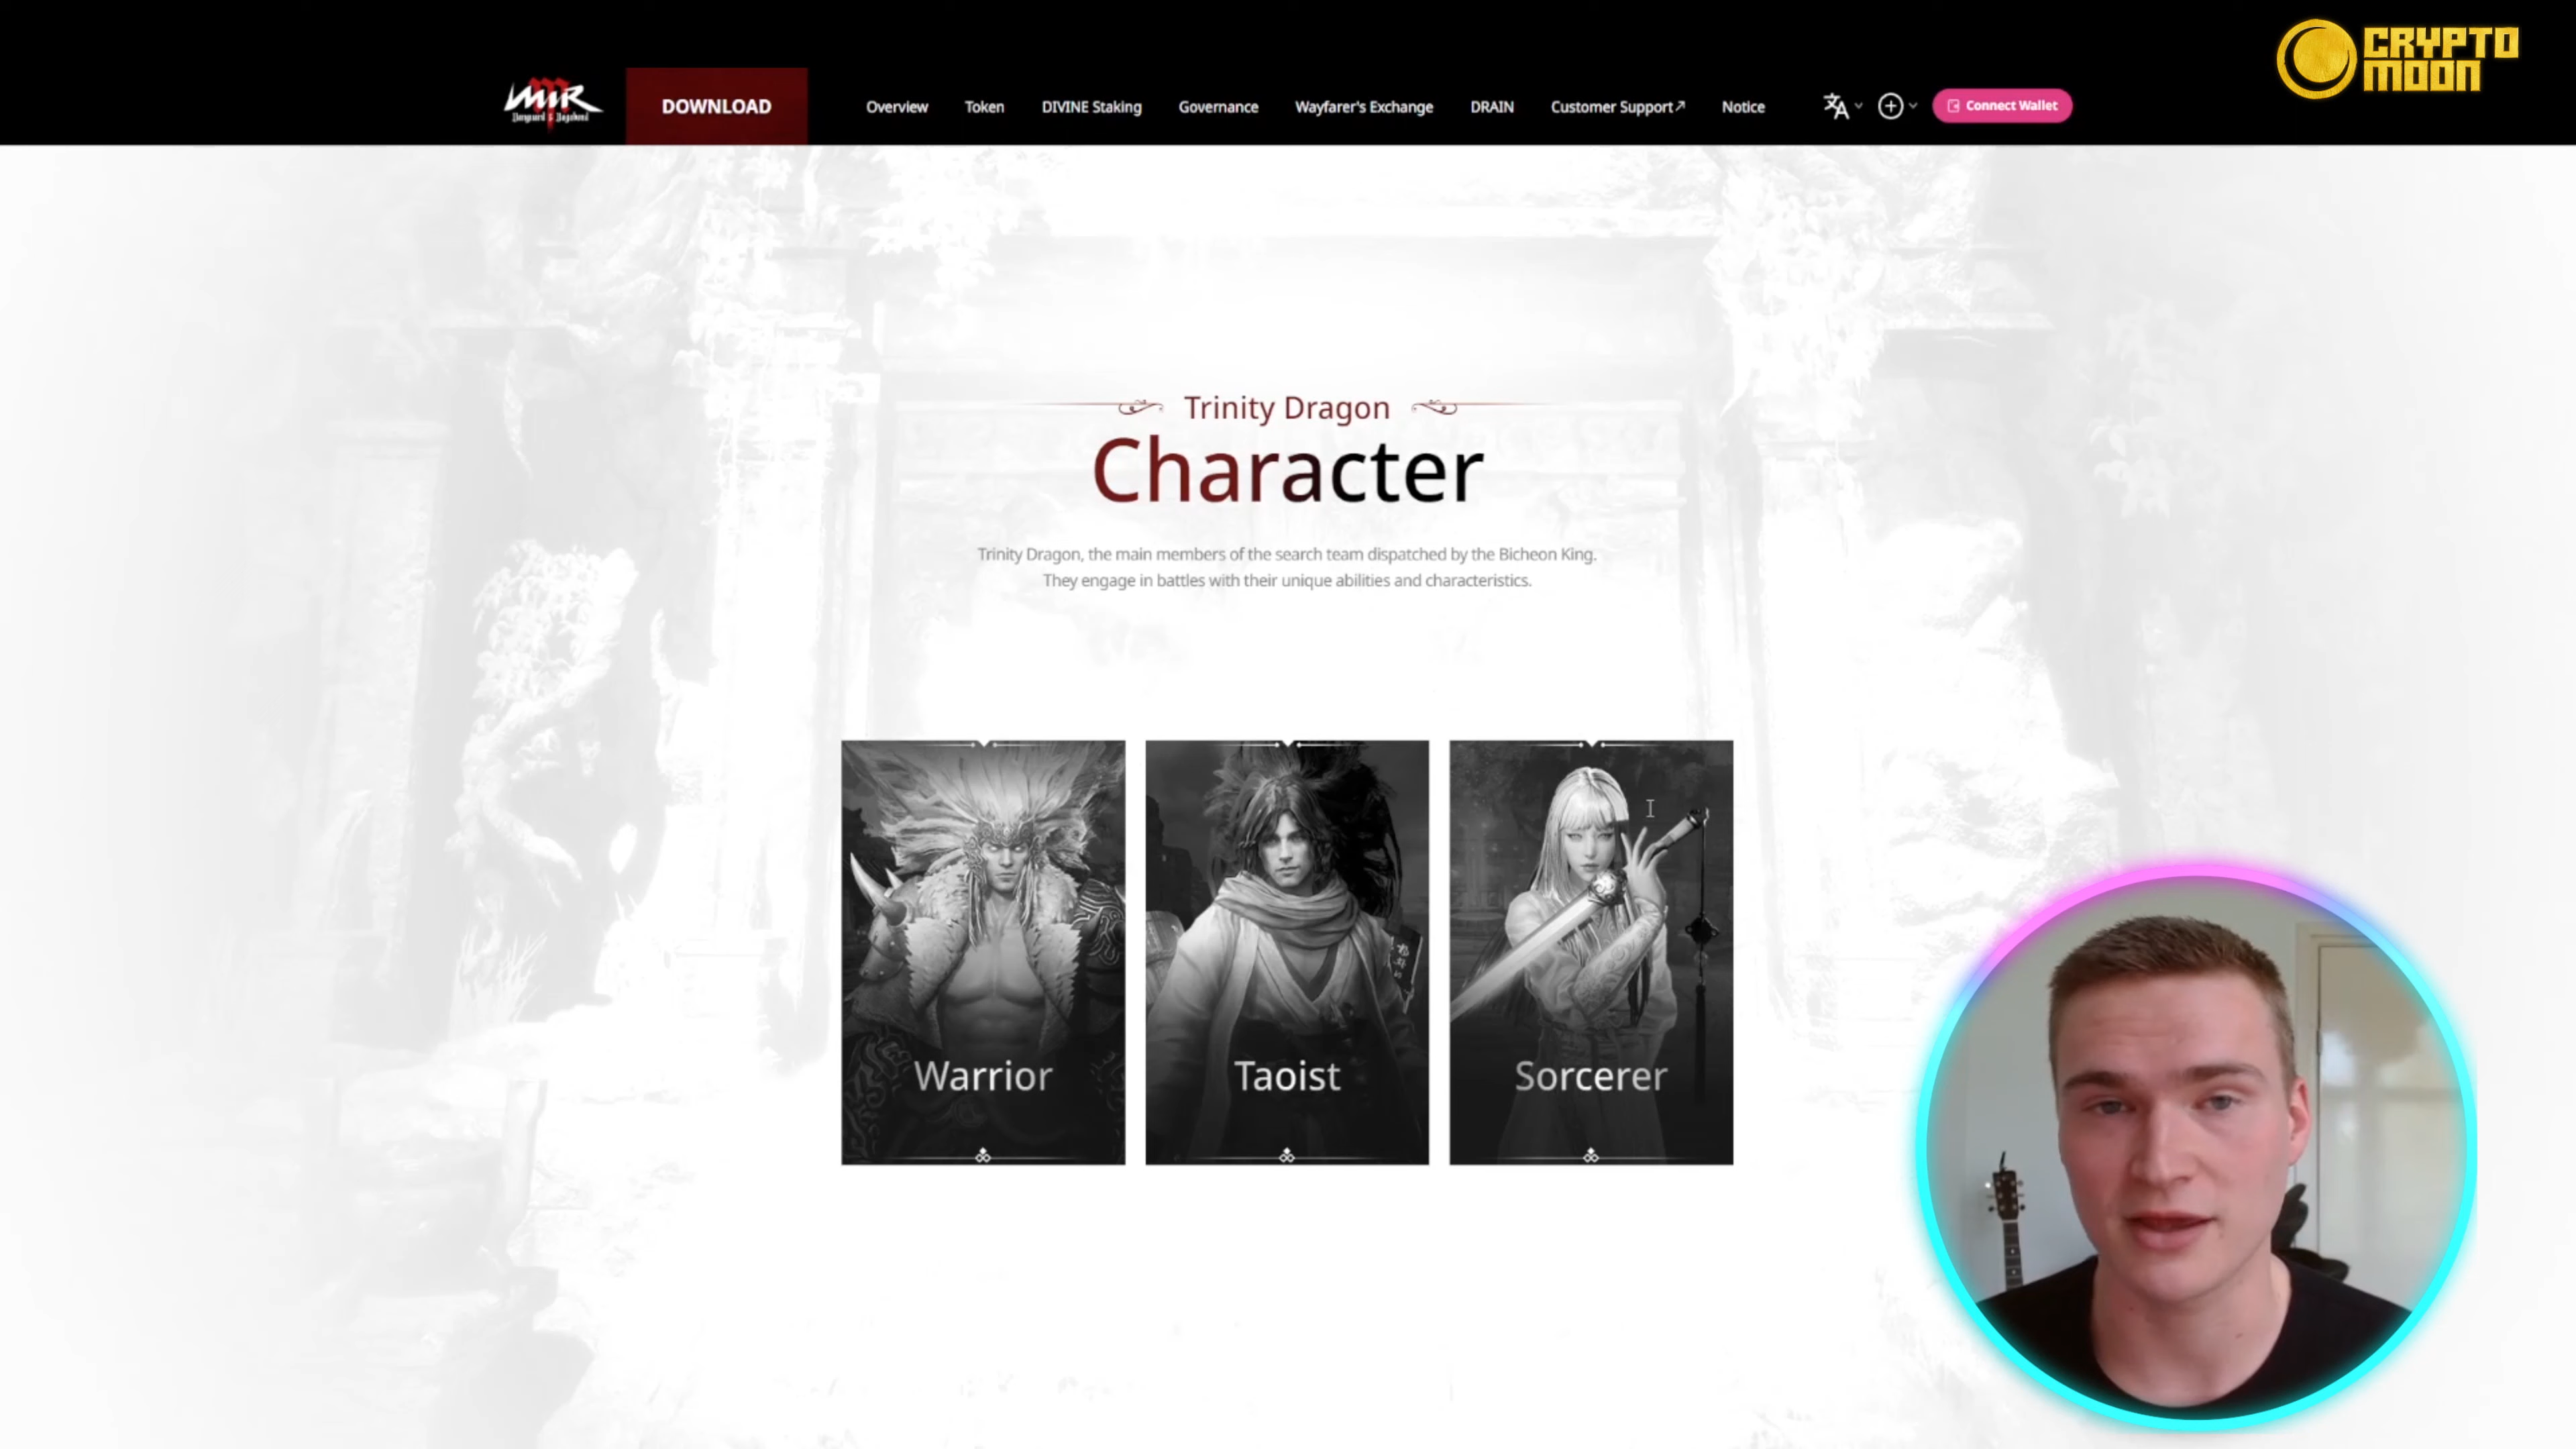 CRYPTO
MOON
MIR
DOWNLOAD
Overview
Token
DIVINE Staking
Governance
Wayfarer's Exchange
DRAIN
Customer Support↗
Notice
Connect Wallet
Trinity Dragon
Character
Trinity Dragon, the main members of the search team dispatched by the Bicheon King.
They engage in battles with their unique abilities and characteristics.
Warrior
Taoist
Sorcerer